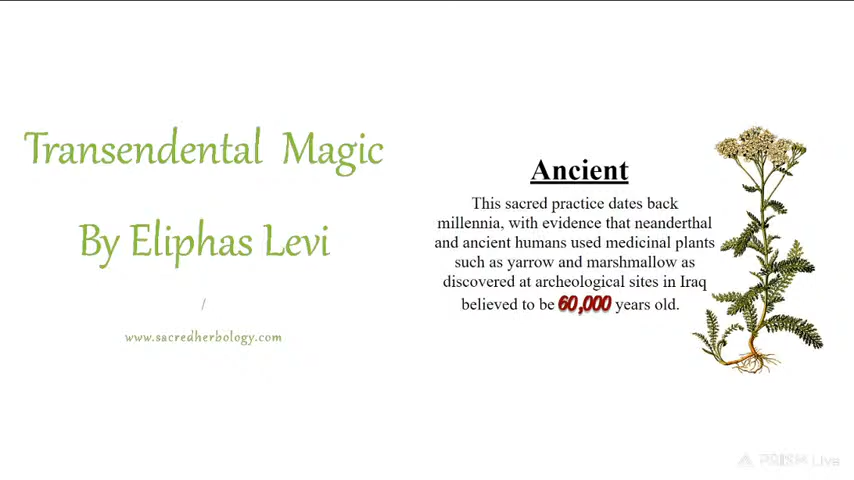 Transendental Magic
By Eliphas Levi
/
www.sacredherbology.com
Ancient
This sacred practice dates back
millennia, with evidence that neanderthal
and ancient humans used medicinal plants
such as yarrow and marshmallow as
discovered at archeological sites in Iraq
believed to be 60,000 years old.
PRISM Live